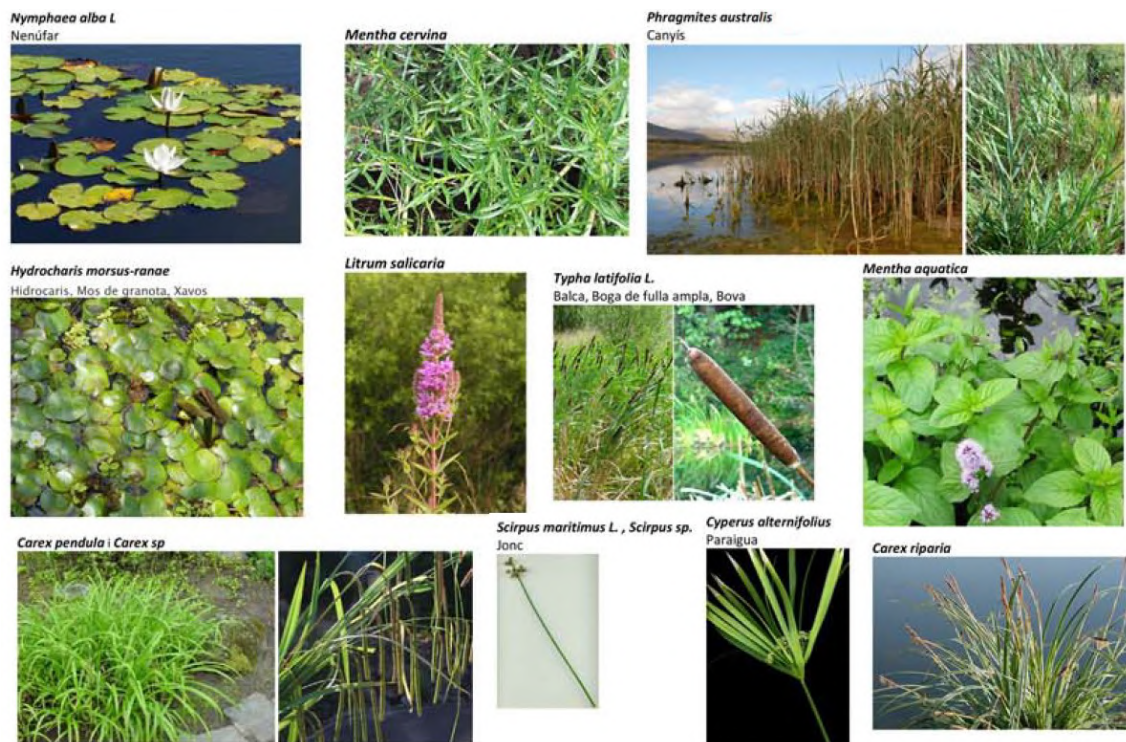 Nymphaea alba L
Nenúfar
Mentha cervina
Phragmites australis
Canyís
Hydrocharis morsus-ranae
Hidrocaris, Mos de granota, Xavos
Litrum salicaria
Typha latifolia L.
Balca, Boga de fulla ampla, Bova
Mentha aquatica
Carex pendula i Carex sp
Scirpus maritimus L. , Scirpus sp.
Jonc
Cyperus alternifolius
Paraigua
Carex riparia